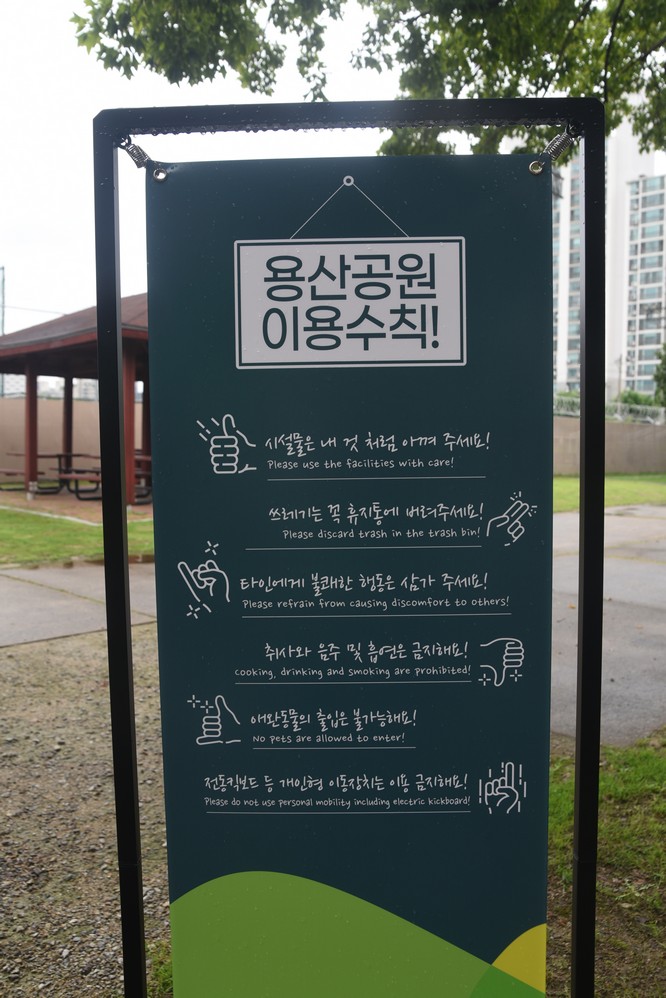 용산공원
이용수칙!
시설물은 내 것 처럼 아껴 주세요!
Please use the facilities with care!
쓰레기는 꼭 휴지통에 버려주세요!
Please discard trash in the trash bin!
타인에게 불쾌한 행동은 삼가 주세요!
Please refrain from causing discomfort to others!
취사와 음주 및 흡연은 금지해요!
cooking, drinking and smoking are prohibited!
애완동물의 출입은 불가능해요!
No pets are allowed to enter!
전동킥보드 등 개인형 이동장치는 이용 금지해요!
Please do not use personal mobility including electric kickboard!